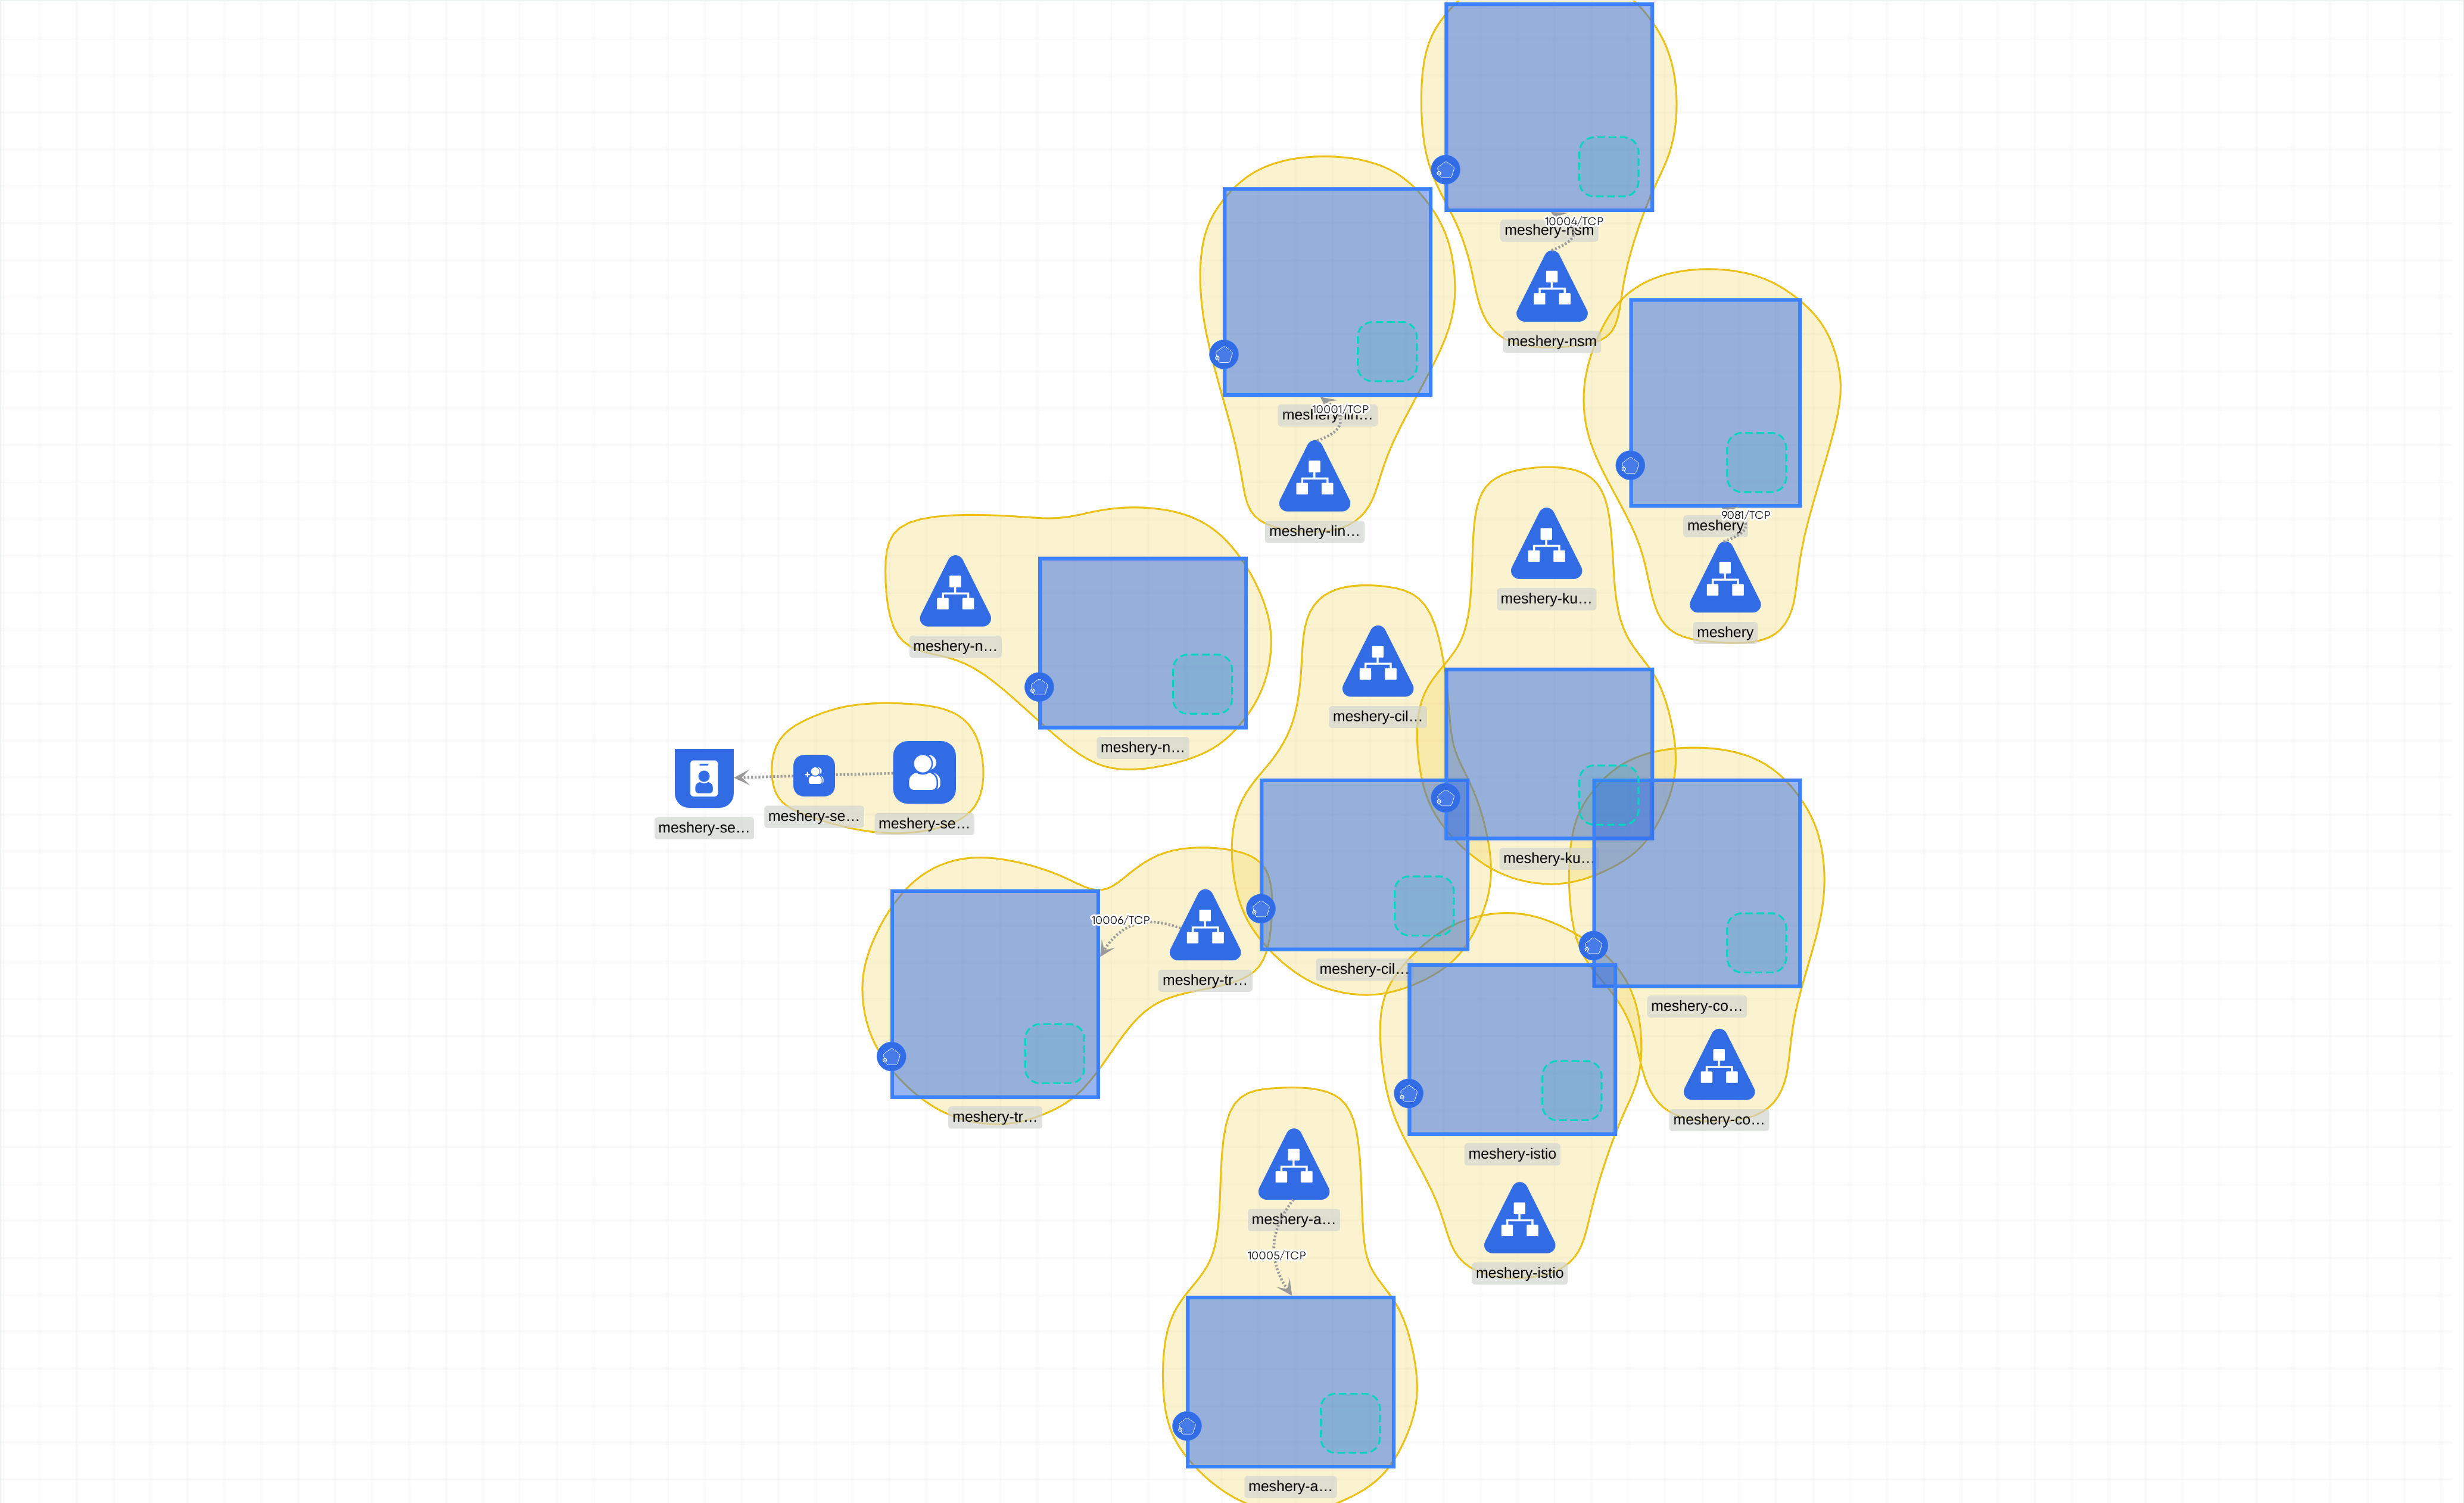 10004/TCP
meshery-nsm
meshery-nsm
10001/TCP
meshery-lin…
meshery-lin…
9081/TCP
meshery
meshery
meshery-ku…
meshery-n…
meshery-n…
meshery-cil…
meshery-se…
meshery-se…
meshery-se…
meshery-ku…
10006/TCP
meshery-tr…
meshery-cil…
meshery-co…
meshery-tr…
meshery-co…
meshery-istio
meshery-a…
10005/TCP
meshery-istio
meshery-a…